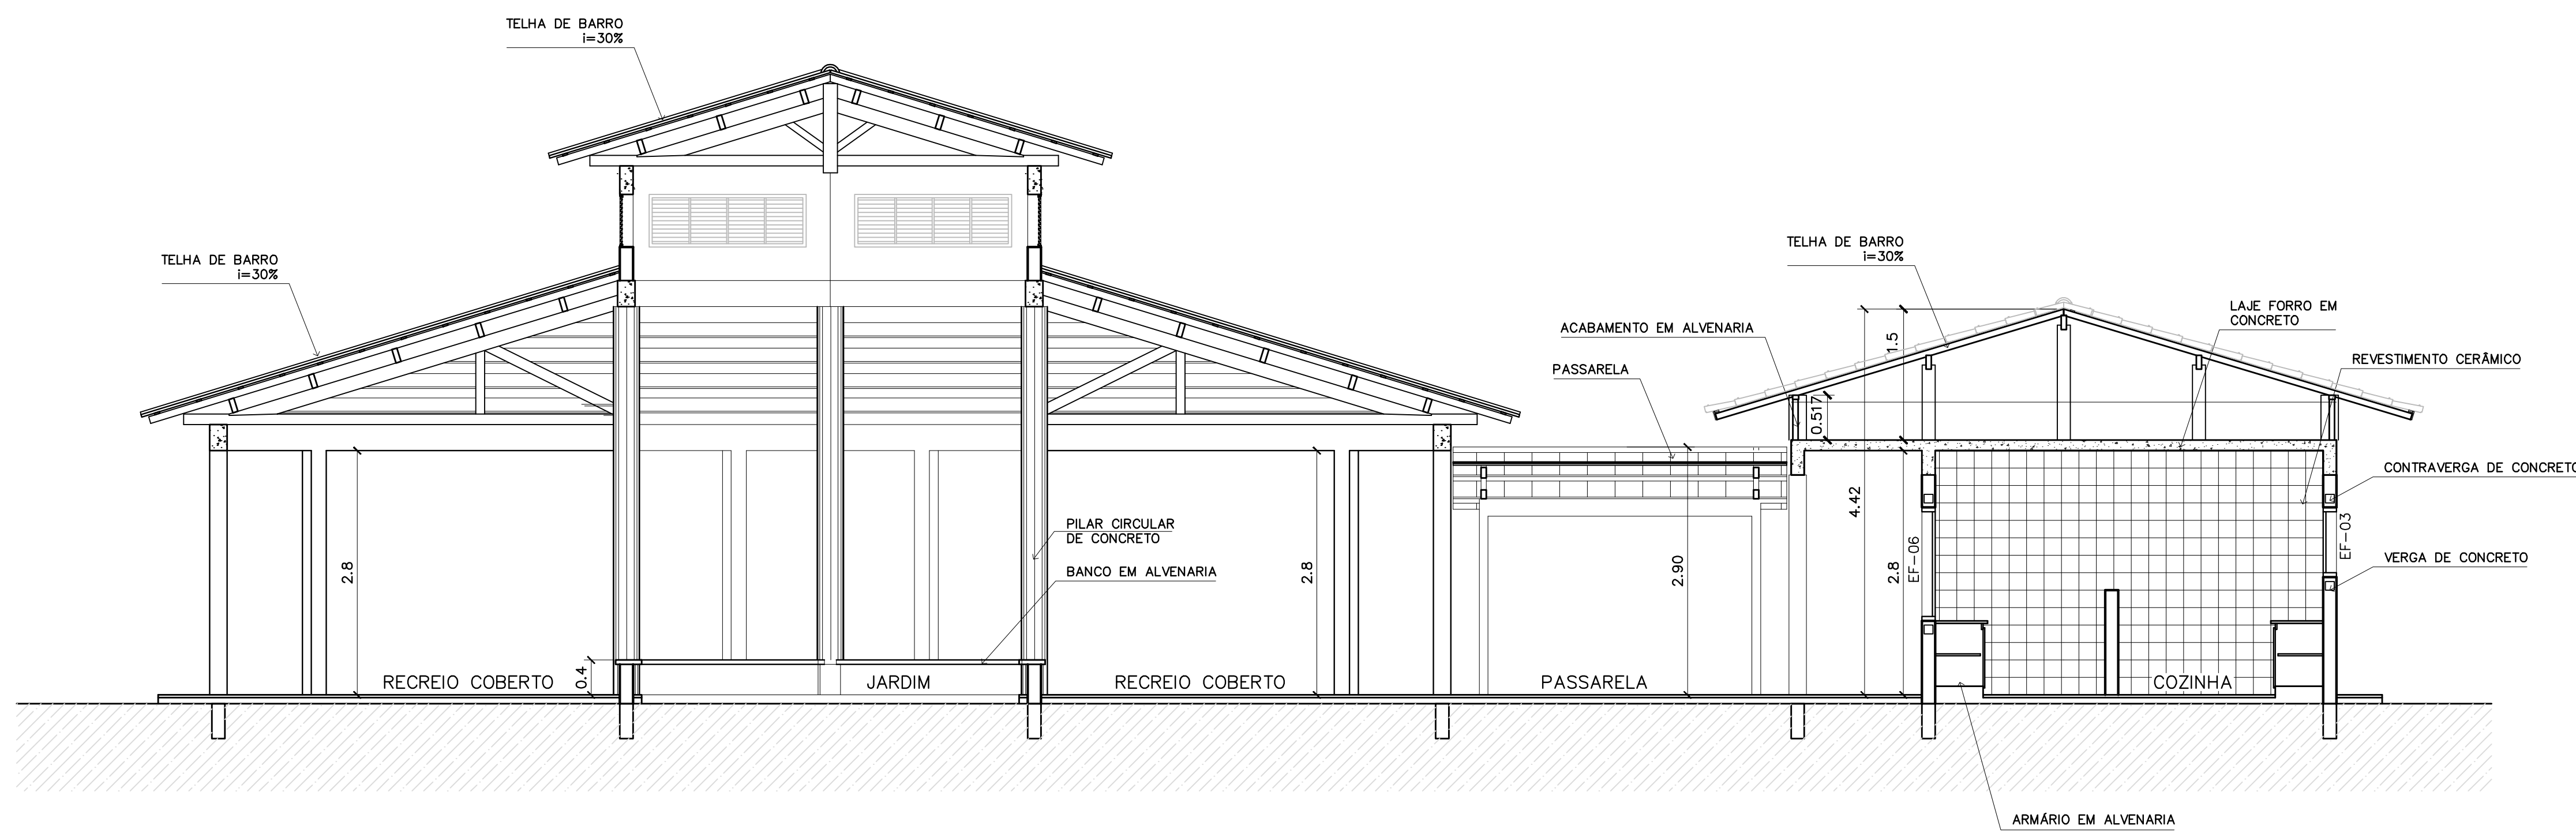 TELHA DE BARRO
i=30%
TELHA DE BARRO
i=30%
TELHA DE BARRO
i=30%
LAJE FORRO EM
CONCRETO
ACABAMENTO EM ALVENARIA
REVESTIMENTO CERÂMICO
PASSARELA
1.5
0.517
CONTRAVERGA DE CONCRETO
4.42
PILAR CIRCULAR
DE CONCRETO
BANCO EM ALVENARIA
EF-03
EF-06
VERGA DE CONCRETO
2.8
2.8
2.90
2.8
0.4
RECREIO COBERTO
JARDIM
RECREIO COBERTO
PASSARELA
COZINHA
ARMÁRIO EM ALVENARIA